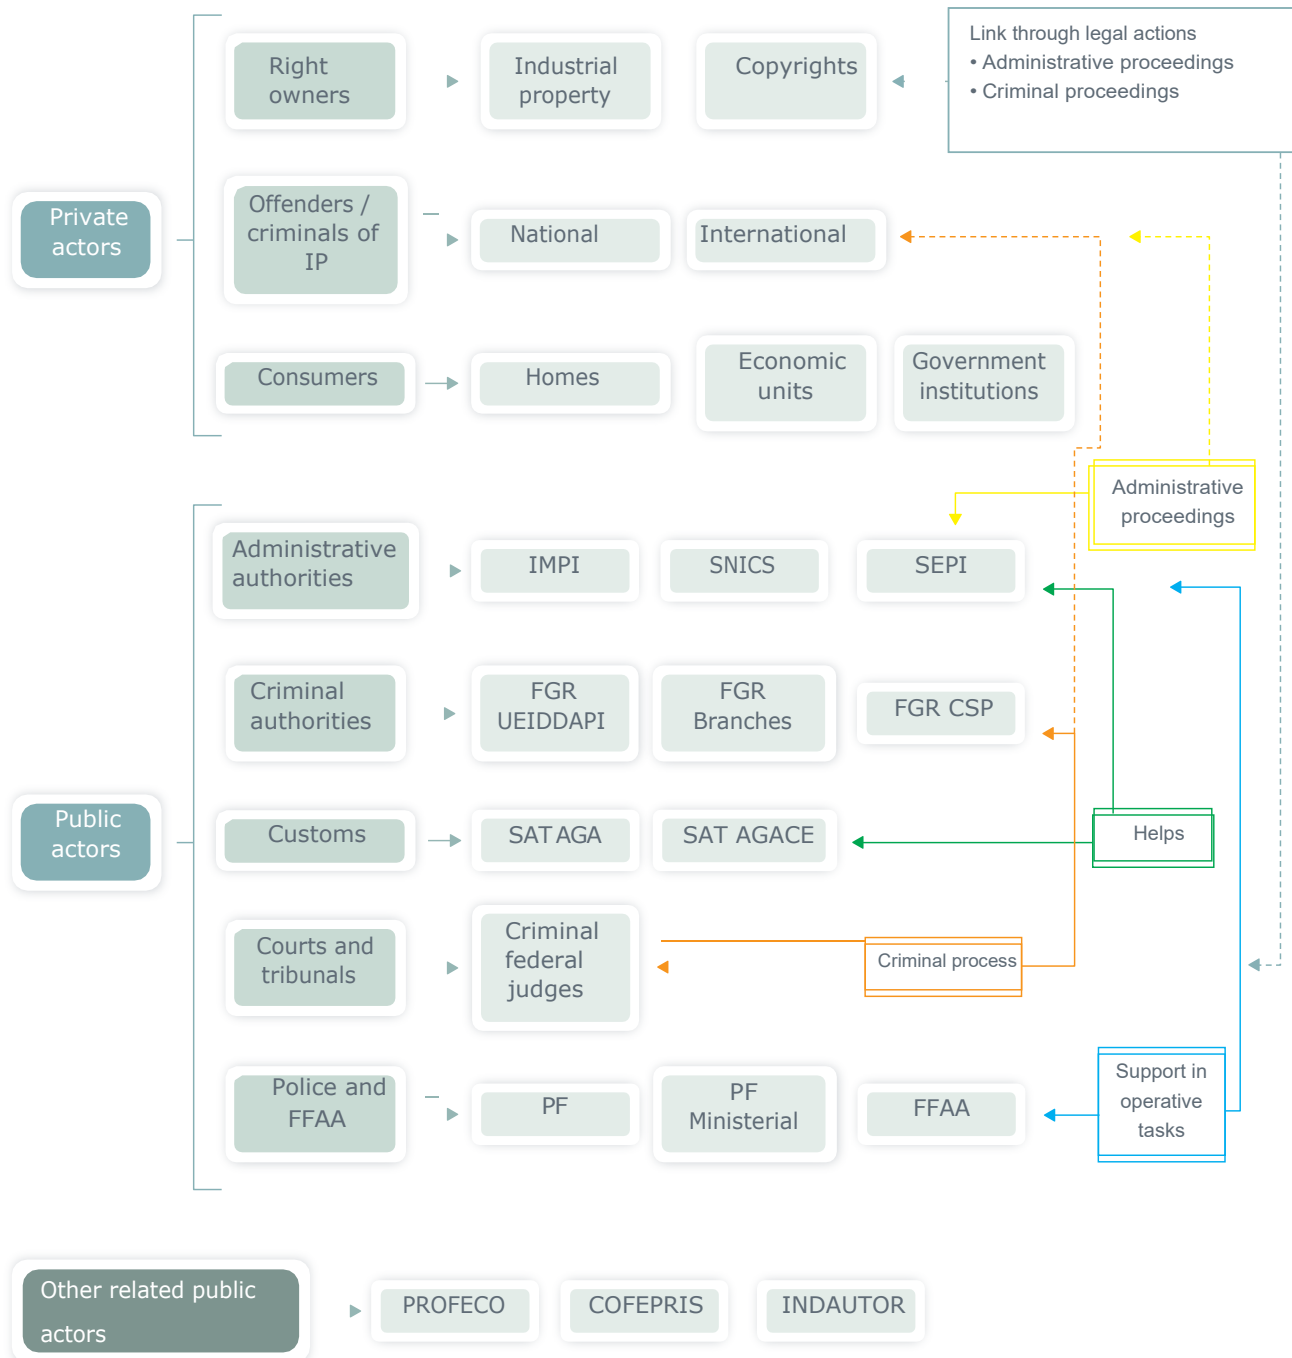 Link through legal actions
• Administrative proceedings
• Criminal proceedings
Right
owners
Industrial
property
Copyrights
Private
actors
Offenders /
criminals of
IP
National
International
Consumers
Homes
Economic
units
Government
institutions
Administrative
proceedings
Administrative
authorities
IMPI
SNICS
SEPI
Criminal
authorities
FGR
UEIDDAPI
FGR
Branches
FGR CSP
Public
actors
Customs
SAT AGA
SAT AGACE
Helps
Courts and
tribunals
Criminal
federal
judges
Criminal process
Police and
FFAA
PF
PF
Ministerial
FFAA
Support in
operative
tasks
Other related public
actors
PROFECO
COFEPRIS
INDAUTOR